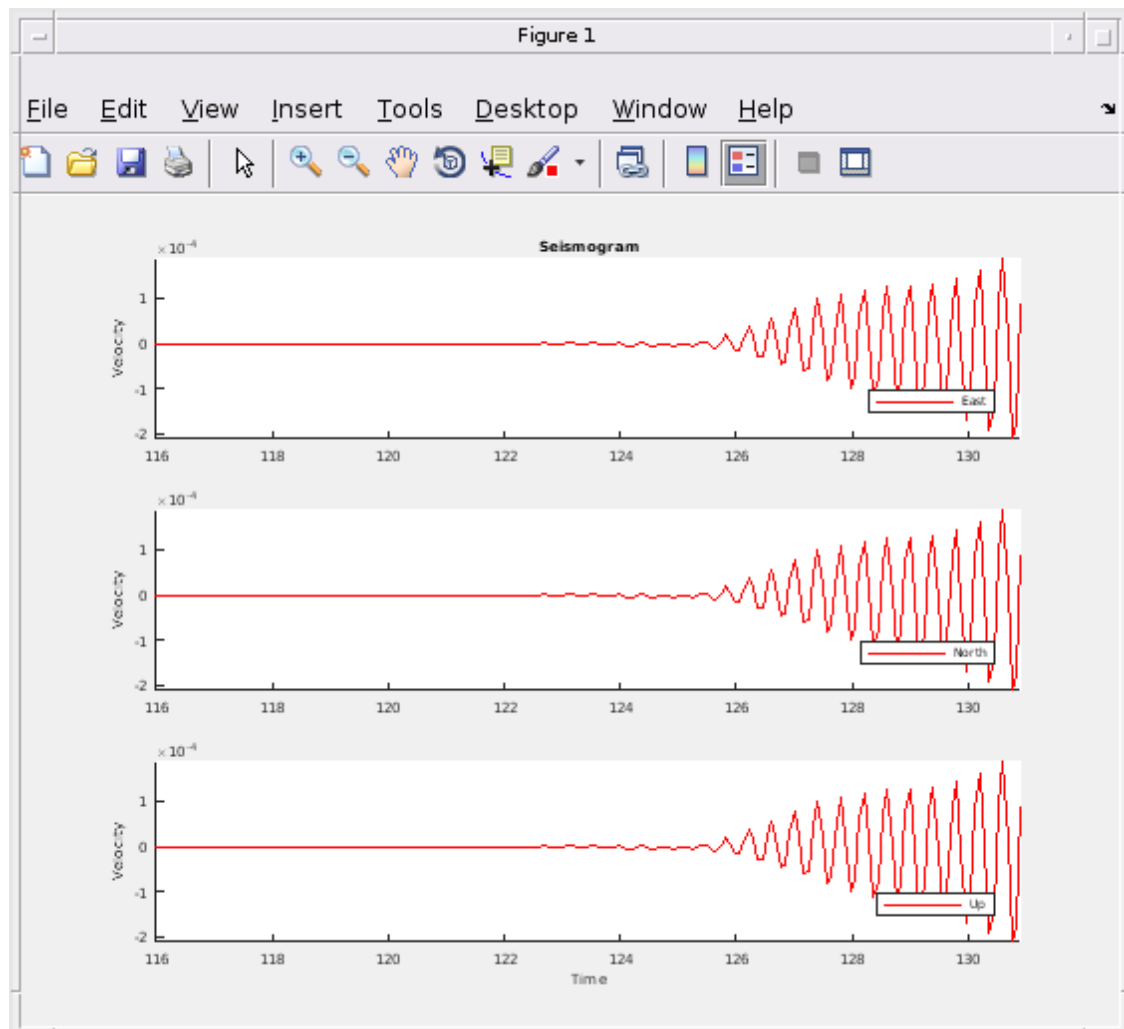 Figure 1
File Edit View Insert Tools Desktop Window Help
×10⁻⁴
Seismogram
Velocity
1
0
-1
-2
East
116 118 120 122 124 126 128 130
×10⁻⁴
Velocity
1
0
-1
-2
North
116 118 120 122 124 126 128 130
×10⁻⁴
Velocity
1
0
-1
-2
Up
116 118 120 122 124 126 128 130
Time